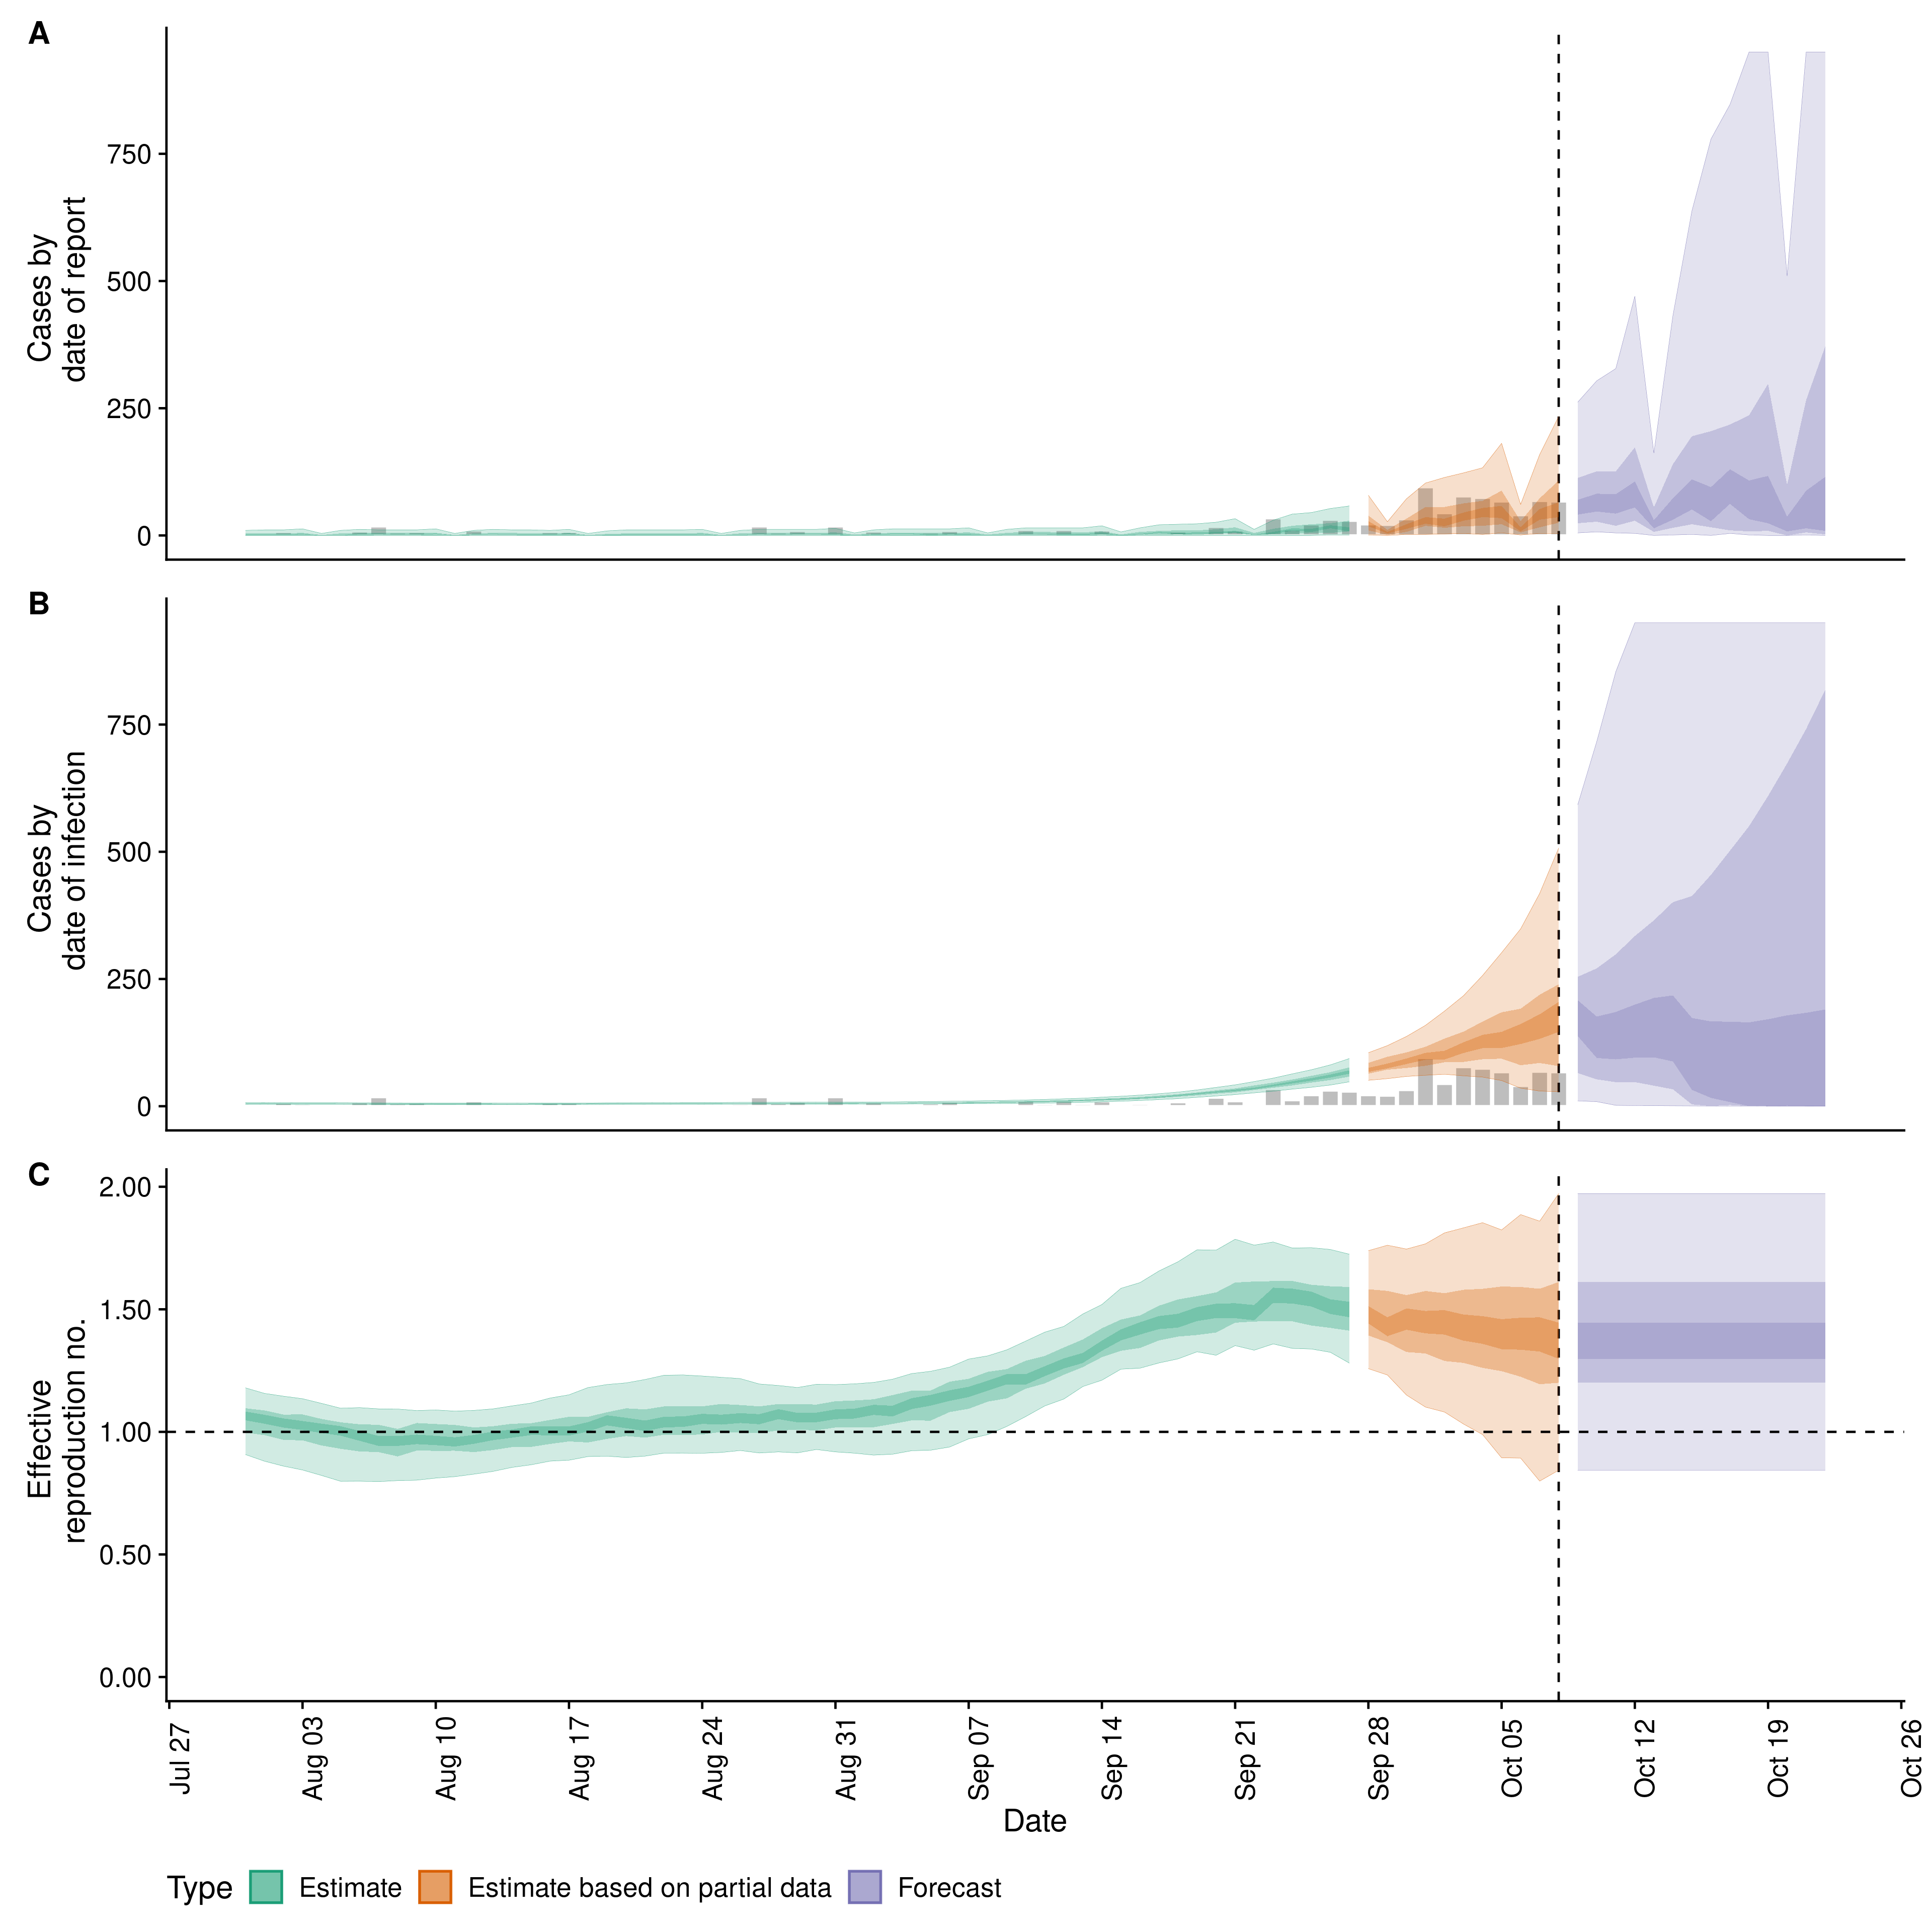 A
Cases by
date of report
750
500
250
0
B
Cases by
date of infection
750
500
250
0
C
Effective
reproduction no.
2.00
1.50
1.00
0.50
0.00
Jul 27
Aug 03
Aug 10
Aug 17
Aug 24
Aug 31
Sep 07
Sep 14
Sep 21
Sep 28
Oct 05
Oct 12
Oct 19
Oct 26
Date
Type Estimate Estimate based on partial data Forecast